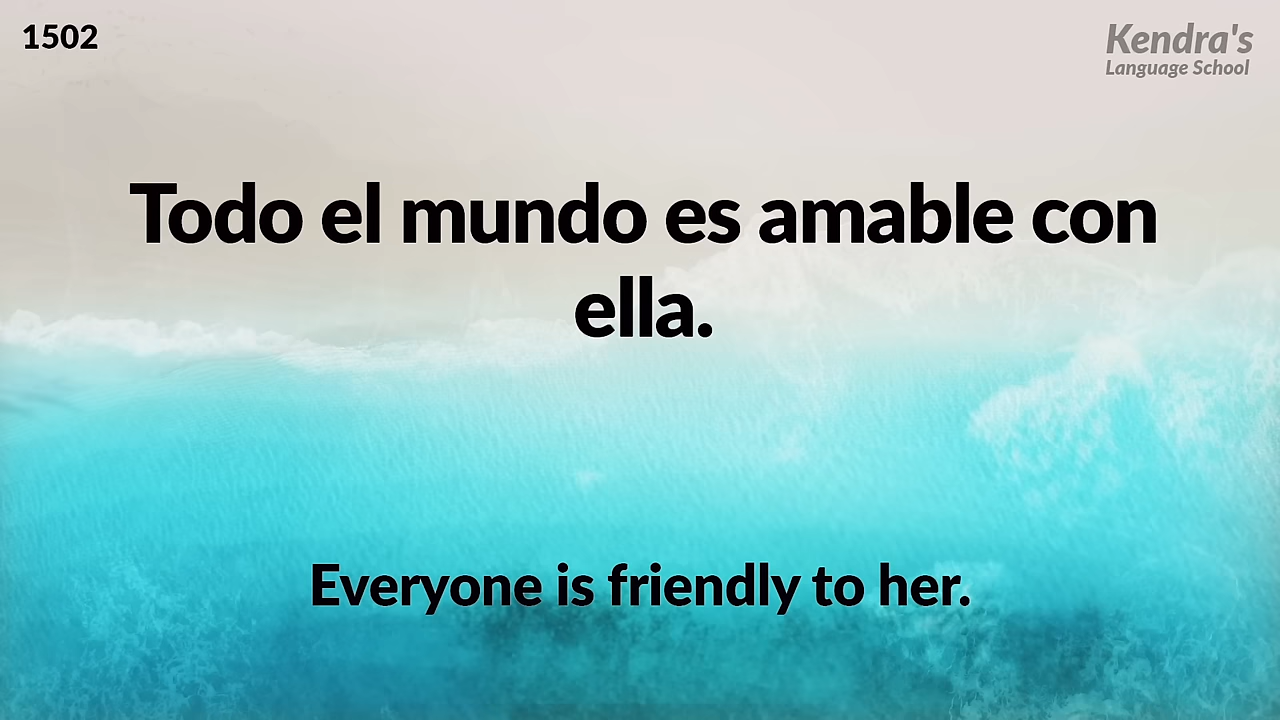 1502
Kendra's
Language School
Todo el mundo es amable con
ella.
Everyone is friendly to her.